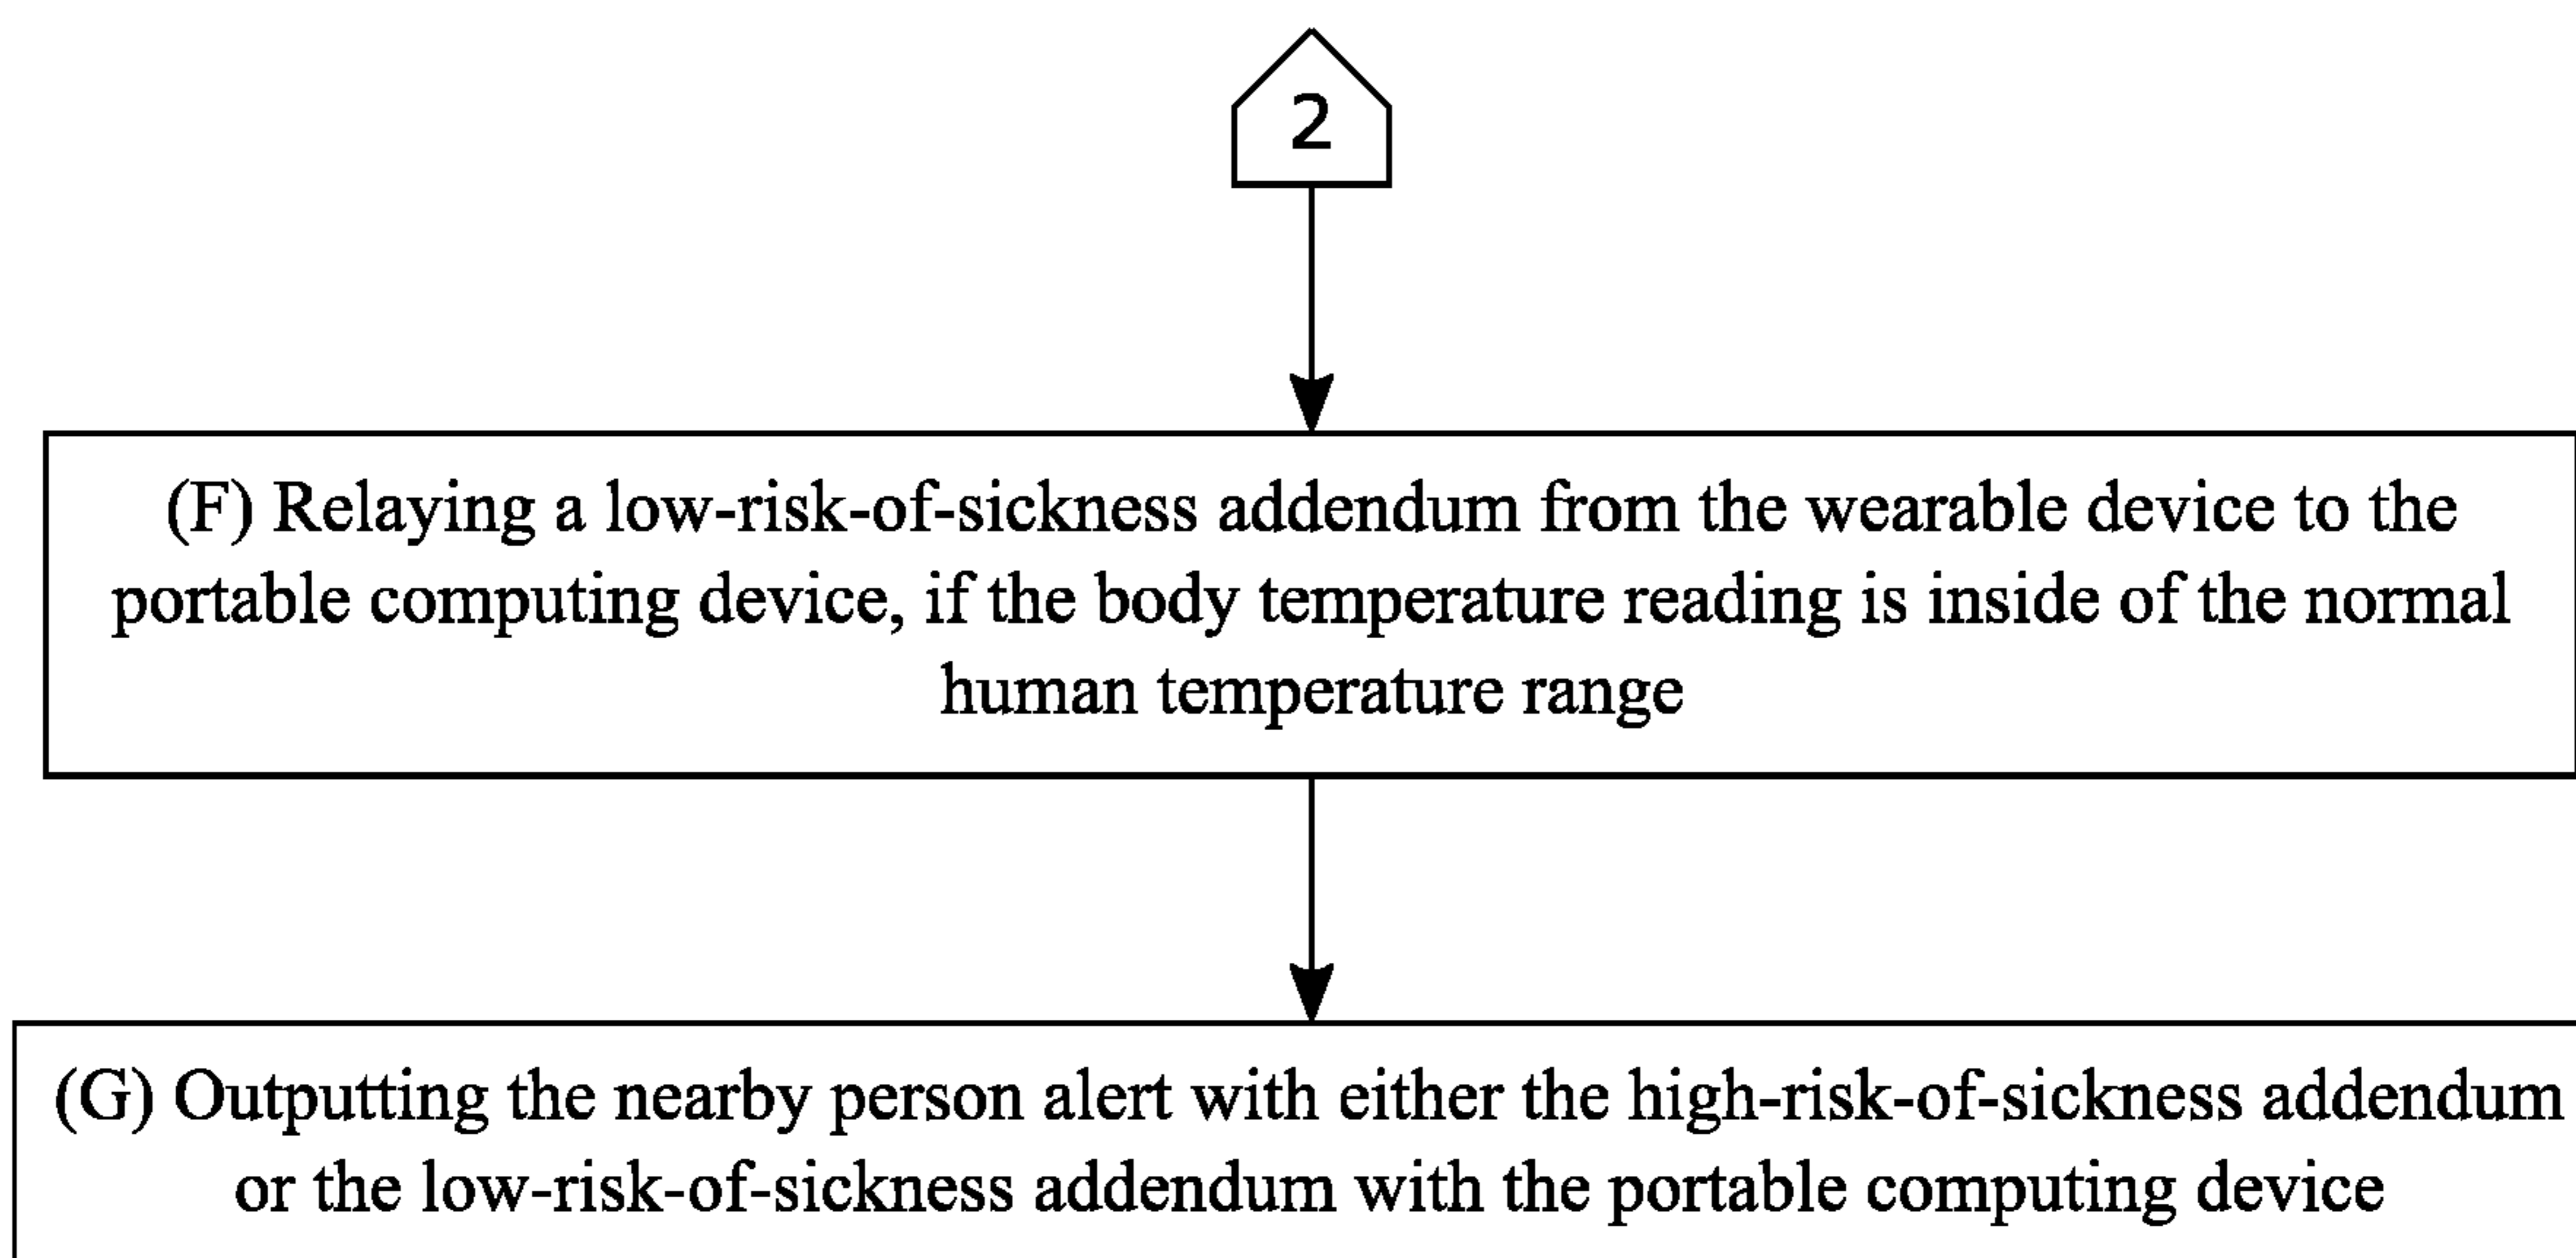 2
(F) Relaying a low-risk-of-sickness addendum from the wearable device to the
portable computing device, if the body temperature reading is inside of the normal
human temperature range
(G) Outputting the nearby person alert with either the high-risk-of-sickness addendum
or the low-risk-of-sickness addendum with the portable computing device